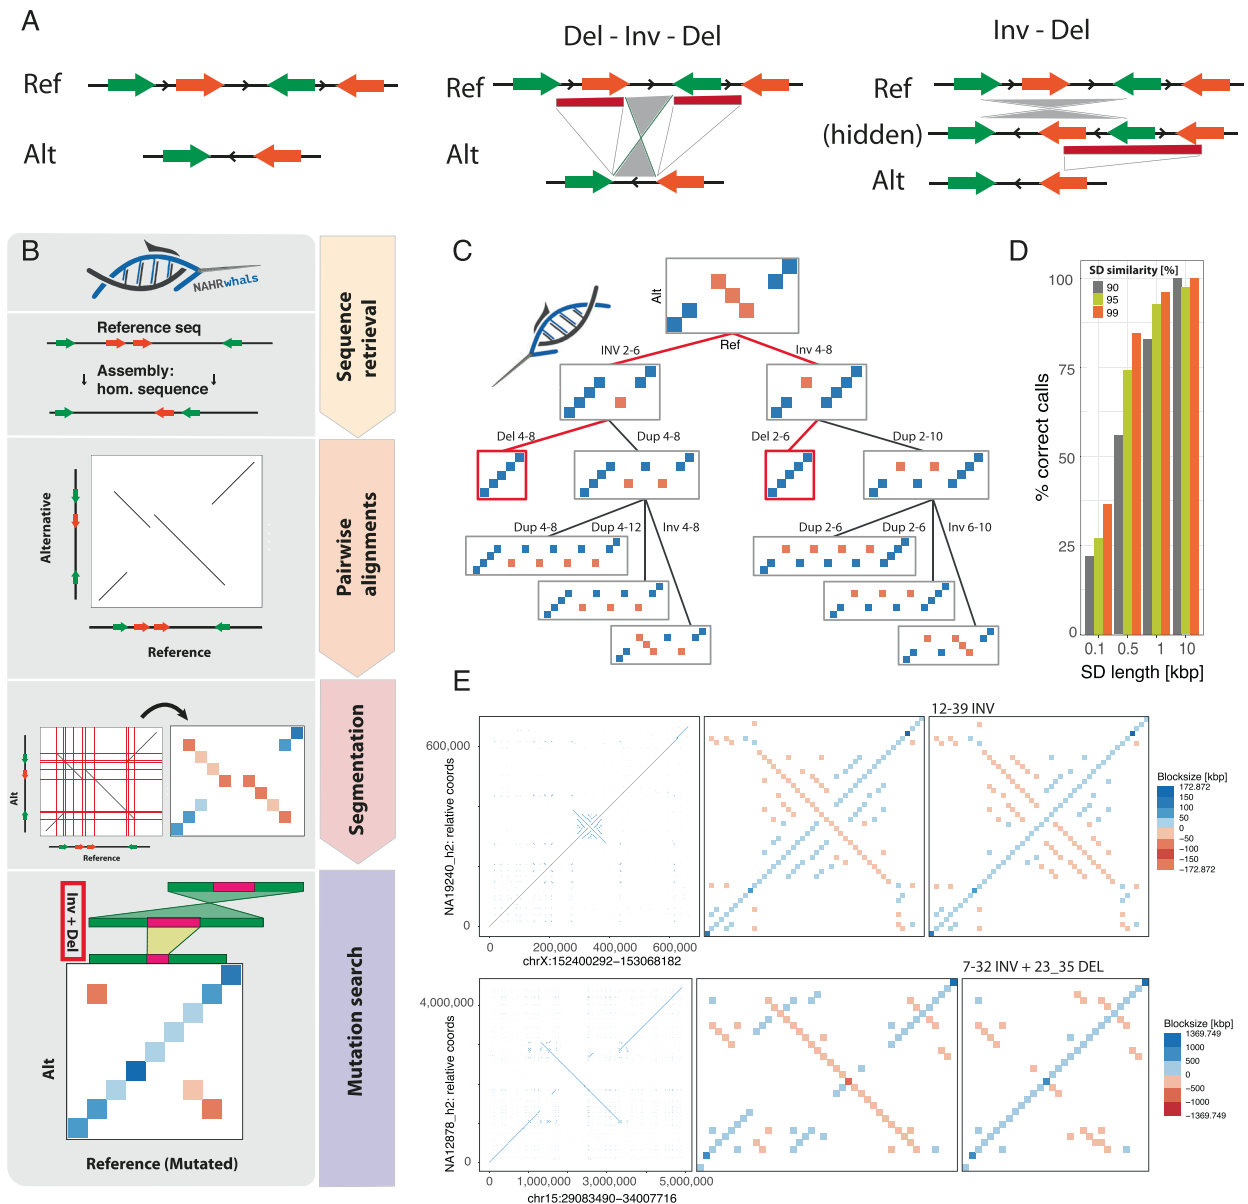 A
Ref
Alt
Del - Inv - Del
Ref
Alt
Inv - Del
Ref
(hidden)
Alt
B
NAHRwhals
Reference seq
Assembly:
hom. sequence
Sequence
retrieval
Alternative
Reference
Pairwise
alignments
Alt
Reference
Segmentation
Inv + Del
Alt
Reference (Mutated)
Mutation search
C
Alt
Ref
INV 2-6
Inv 4-8
Del 4-8
Dup 4-8
Del 2-6
Dup 2-10
Dup 4-8
Dup 4-12
Inv 4-8
Dup 2-6
Dup 2-6
Inv 6-10
D
SD similarity [%]
90
95
99
% correct calls
100
75
50
25
0
0.1
0.5
1
10
SD length [kbp]
E
12-39 INV
NA19240_h2: relative coords
600,000
0
0
200,000
400,000
600,000
chrX:152400292-153068182
Blocksize [kbp]
172.872
150
100
50
0
-50
-100
-150
-172.872
7-32 INV + 23_35 DEL
NA12878_h2: relative coords
4,000,000
0
0
1,000,000
3,000,000
5,000,000
chr15:29083490-34007716
Blocksize [kbp]
1369.749
1000
500
0
-500
-1000
-1369.749